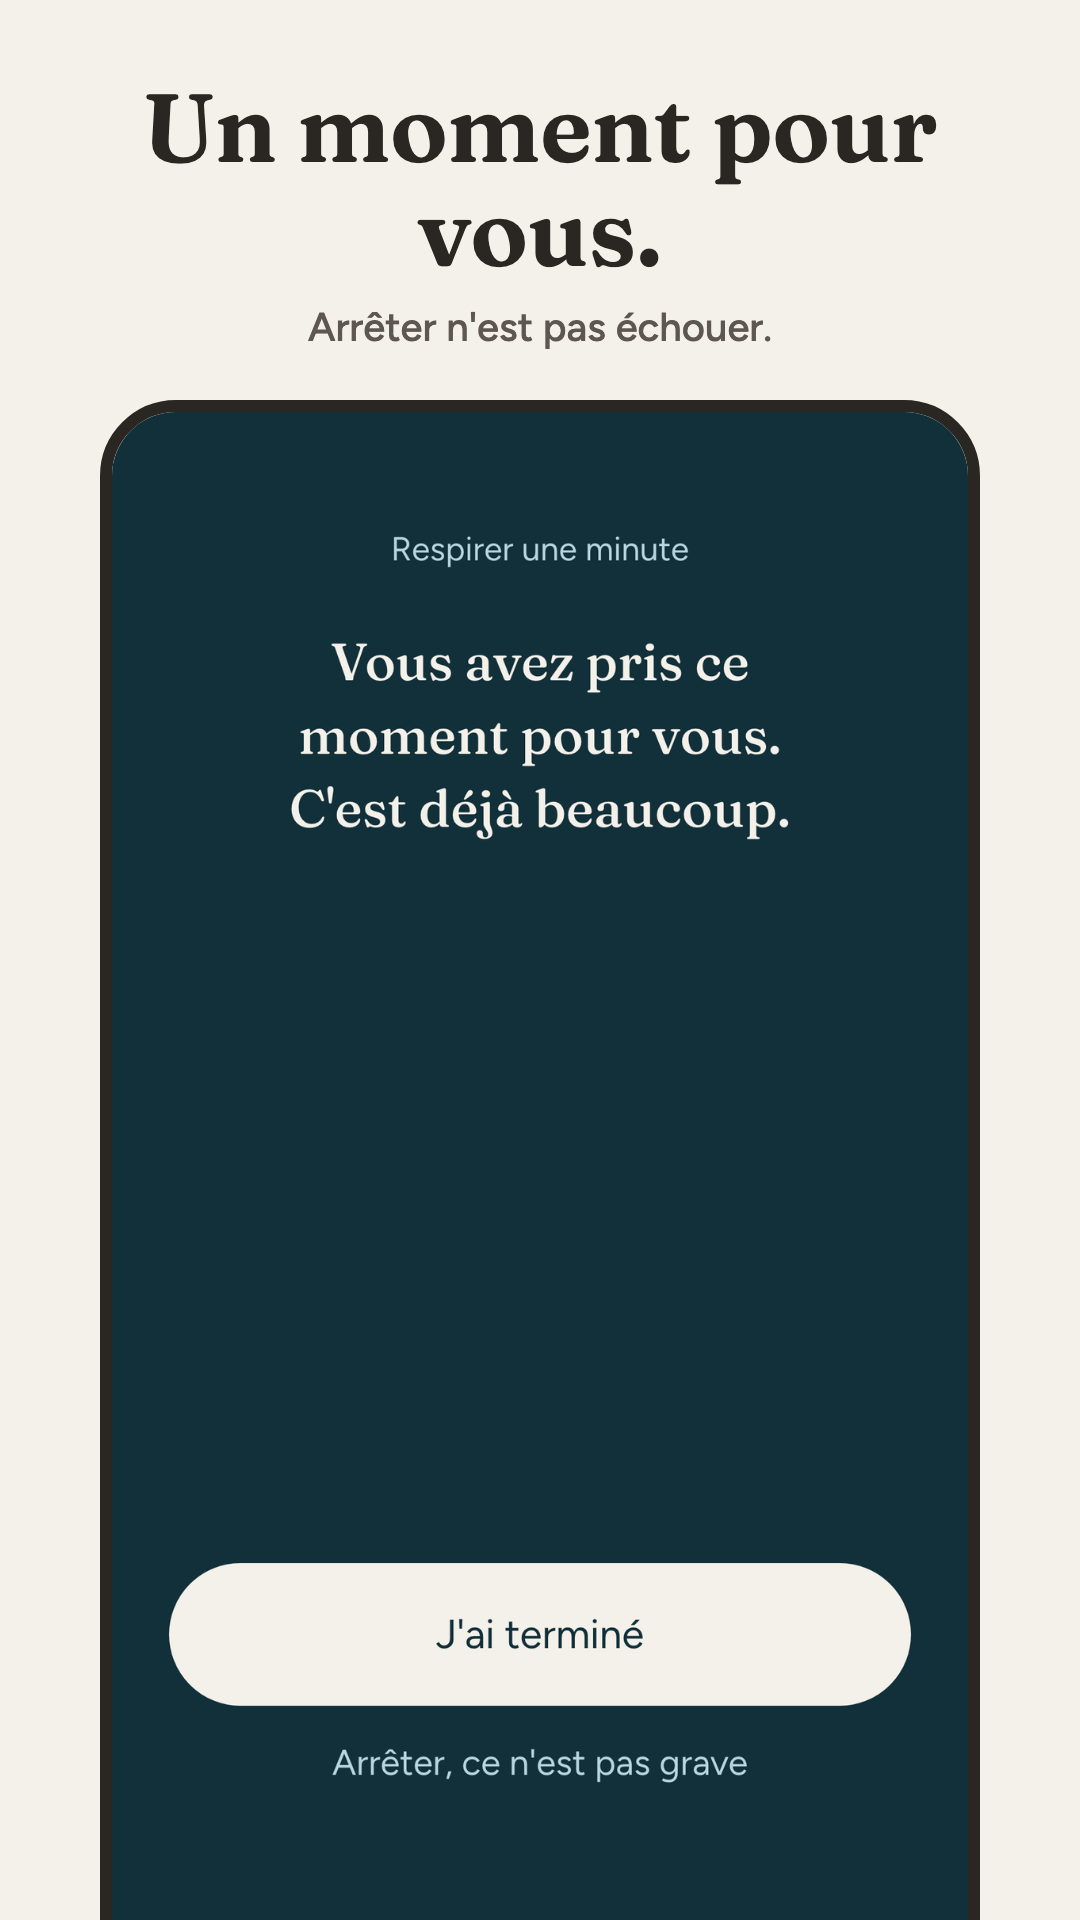 Un moment pour
vous.
Arrêter n'est pas échouer.
Respirer une minute
Vous avez pris ce
moment pour vous.
C'est déjà beaucoup.
J'ai terminé
Arrêter, ce n'est pas grave